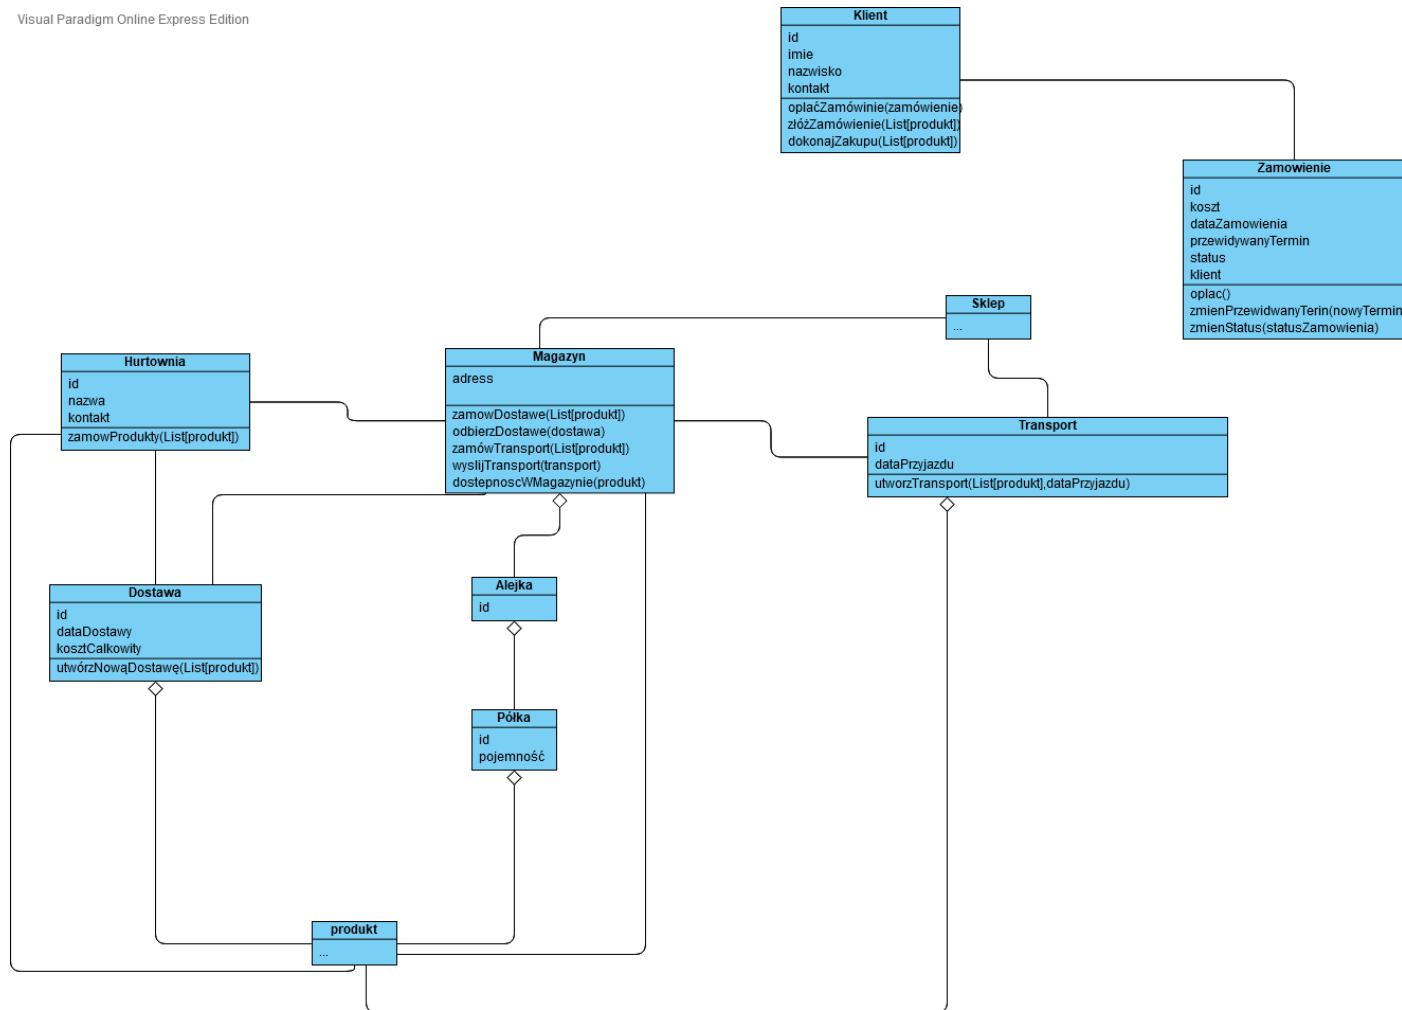 Visual Paradigm Online Express Edition
Klient
id
imie
nazwisko
kontakt
oplaćZamówinie(zamówienie)
złóżZamówienie(List[produkt])
dokonajZakupu(List[produkt])
Zamowienie
id
koszt
dataZamowienia
przewidywanyTermin
status
klient
oplac()
zmienPrzewidwanyTerin(nowyTermin
zmienStatus(statusZamowienia)
Sklep
...
Hurtownia
id
nazwa
kontakt
zamowProdukty(List[produkt])
Magazyn
adress
zamowDostawe(List[produkt])
odbierzDostawe(dostawa)
zamówTransport(List[produkt])
wyslijTransport(transport)
dostepnoscWMagazynie(produkt)
Transport
id
dataPrzyjazdu
utworzTransport(List[produkt],dataPrzyjazdu)
Dostawa
id
dataDostawy
kosztCalkowity
utwórzNowąDostawę(List[produkt])
Alejka
id
Półka
id
pojemność
produkt
...